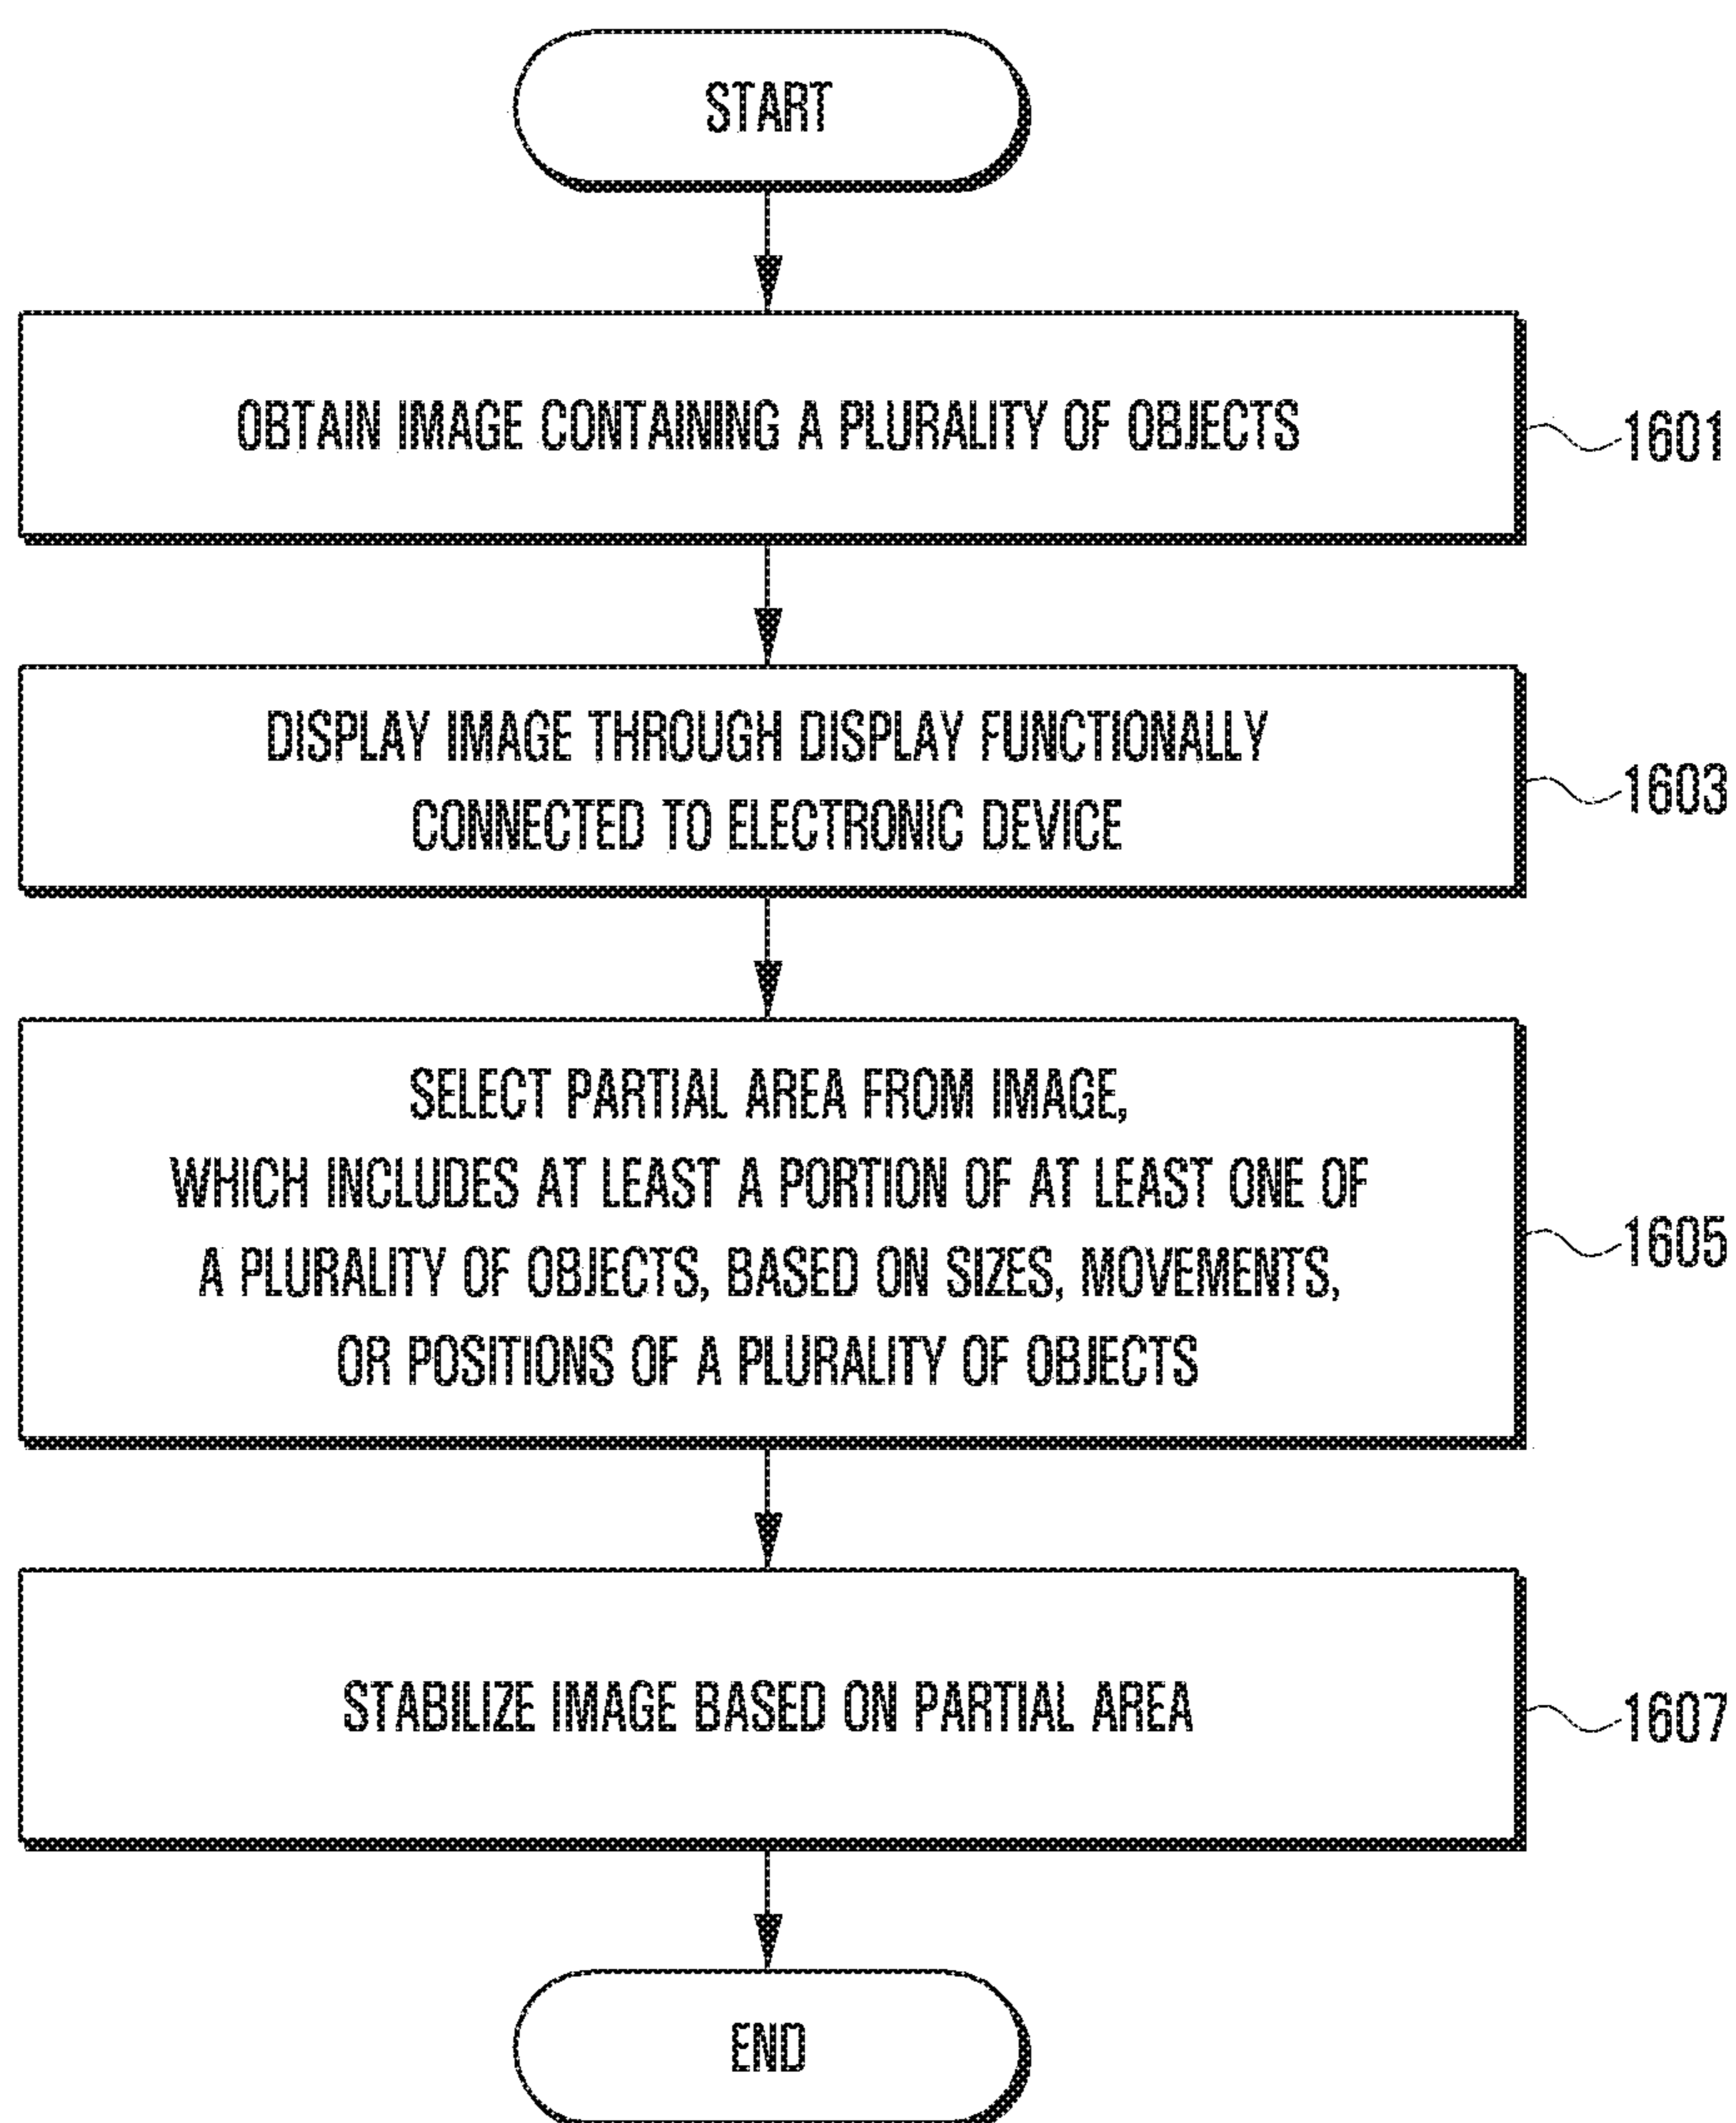 START
OBTAIN IMAGE CONTAINING A PLURALITY OF OBJECTS
1601
DISPLAY IMAGE THROUGH DISPLAY FUNCTIONALLY
CONNECTED TO ELECTRONIC DEVICE
1603
SELECT PARTIAL AREA FROM IMAGE,
WHICH INCLUDES AT LEAST A PORTION OF AT LEAST ONE OF
A PLURALITY OF OBJECTS, BASED ON SIZES, MOVEMENTS,
OR POSITIONS OF A PLURALITY OF OBJECTS
1605
STABILIZE IMAGE BASED ON PARTIAL AREA
1607
END